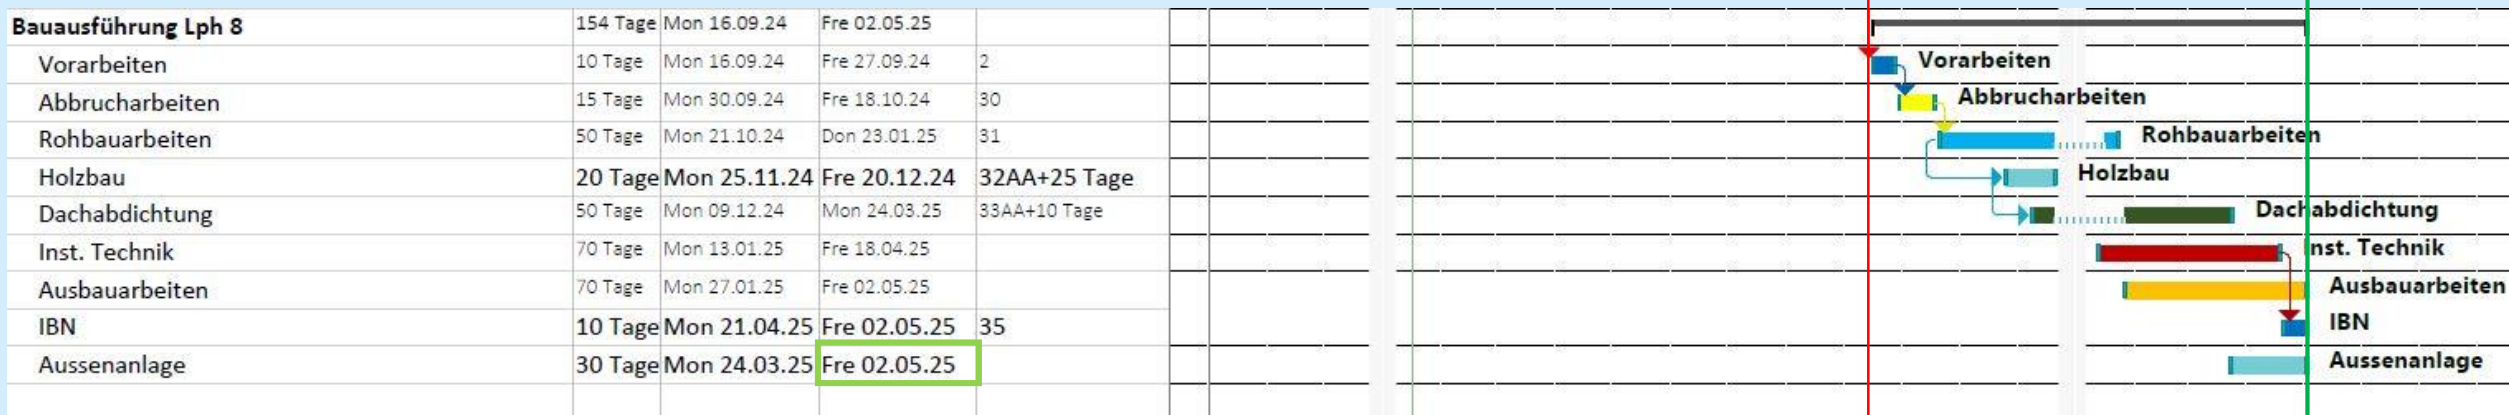 Bauausführung Lph 8 154 Tage Mon 16.09.24 Fre 02.05.25
Vorarbeiten 10 Tage Mon 16.09.24 Fre 27.09.24 2 Vorarbeiten
Abbrucharbeiten 15 Tage Mon 30.09.24 Fre 18.10.24 30 Abbrucharbeiten
Rohbauarbeiten 50 Tage Mon 21.10.24 Don 23.01.25 31 Rohbauarbeiten
Holzbau 20 Tage Mon 25.11.24 Fre 20.12.24 32AA+25 Tage Holzbau
Dachabdichtung 50 Tage Mon 09.12.24 Mon 24.03.25 33AA+10 Tage Dachabdichtung
Inst. Technik 70 Tage Mon 13.01.25 Fre 18.04.25 Inst. Technik
Ausbauarbeiten 70 Tage Mon 27.01.25 Fre 02.05.25 Ausbauarbeiten
IBN 10 Tage Mon 21.04.25 Fre 02.05.25 35 IBN
Aussenanlage 30 Tage Mon 24.03.25 Fre 02.05.25 Aussenanlage